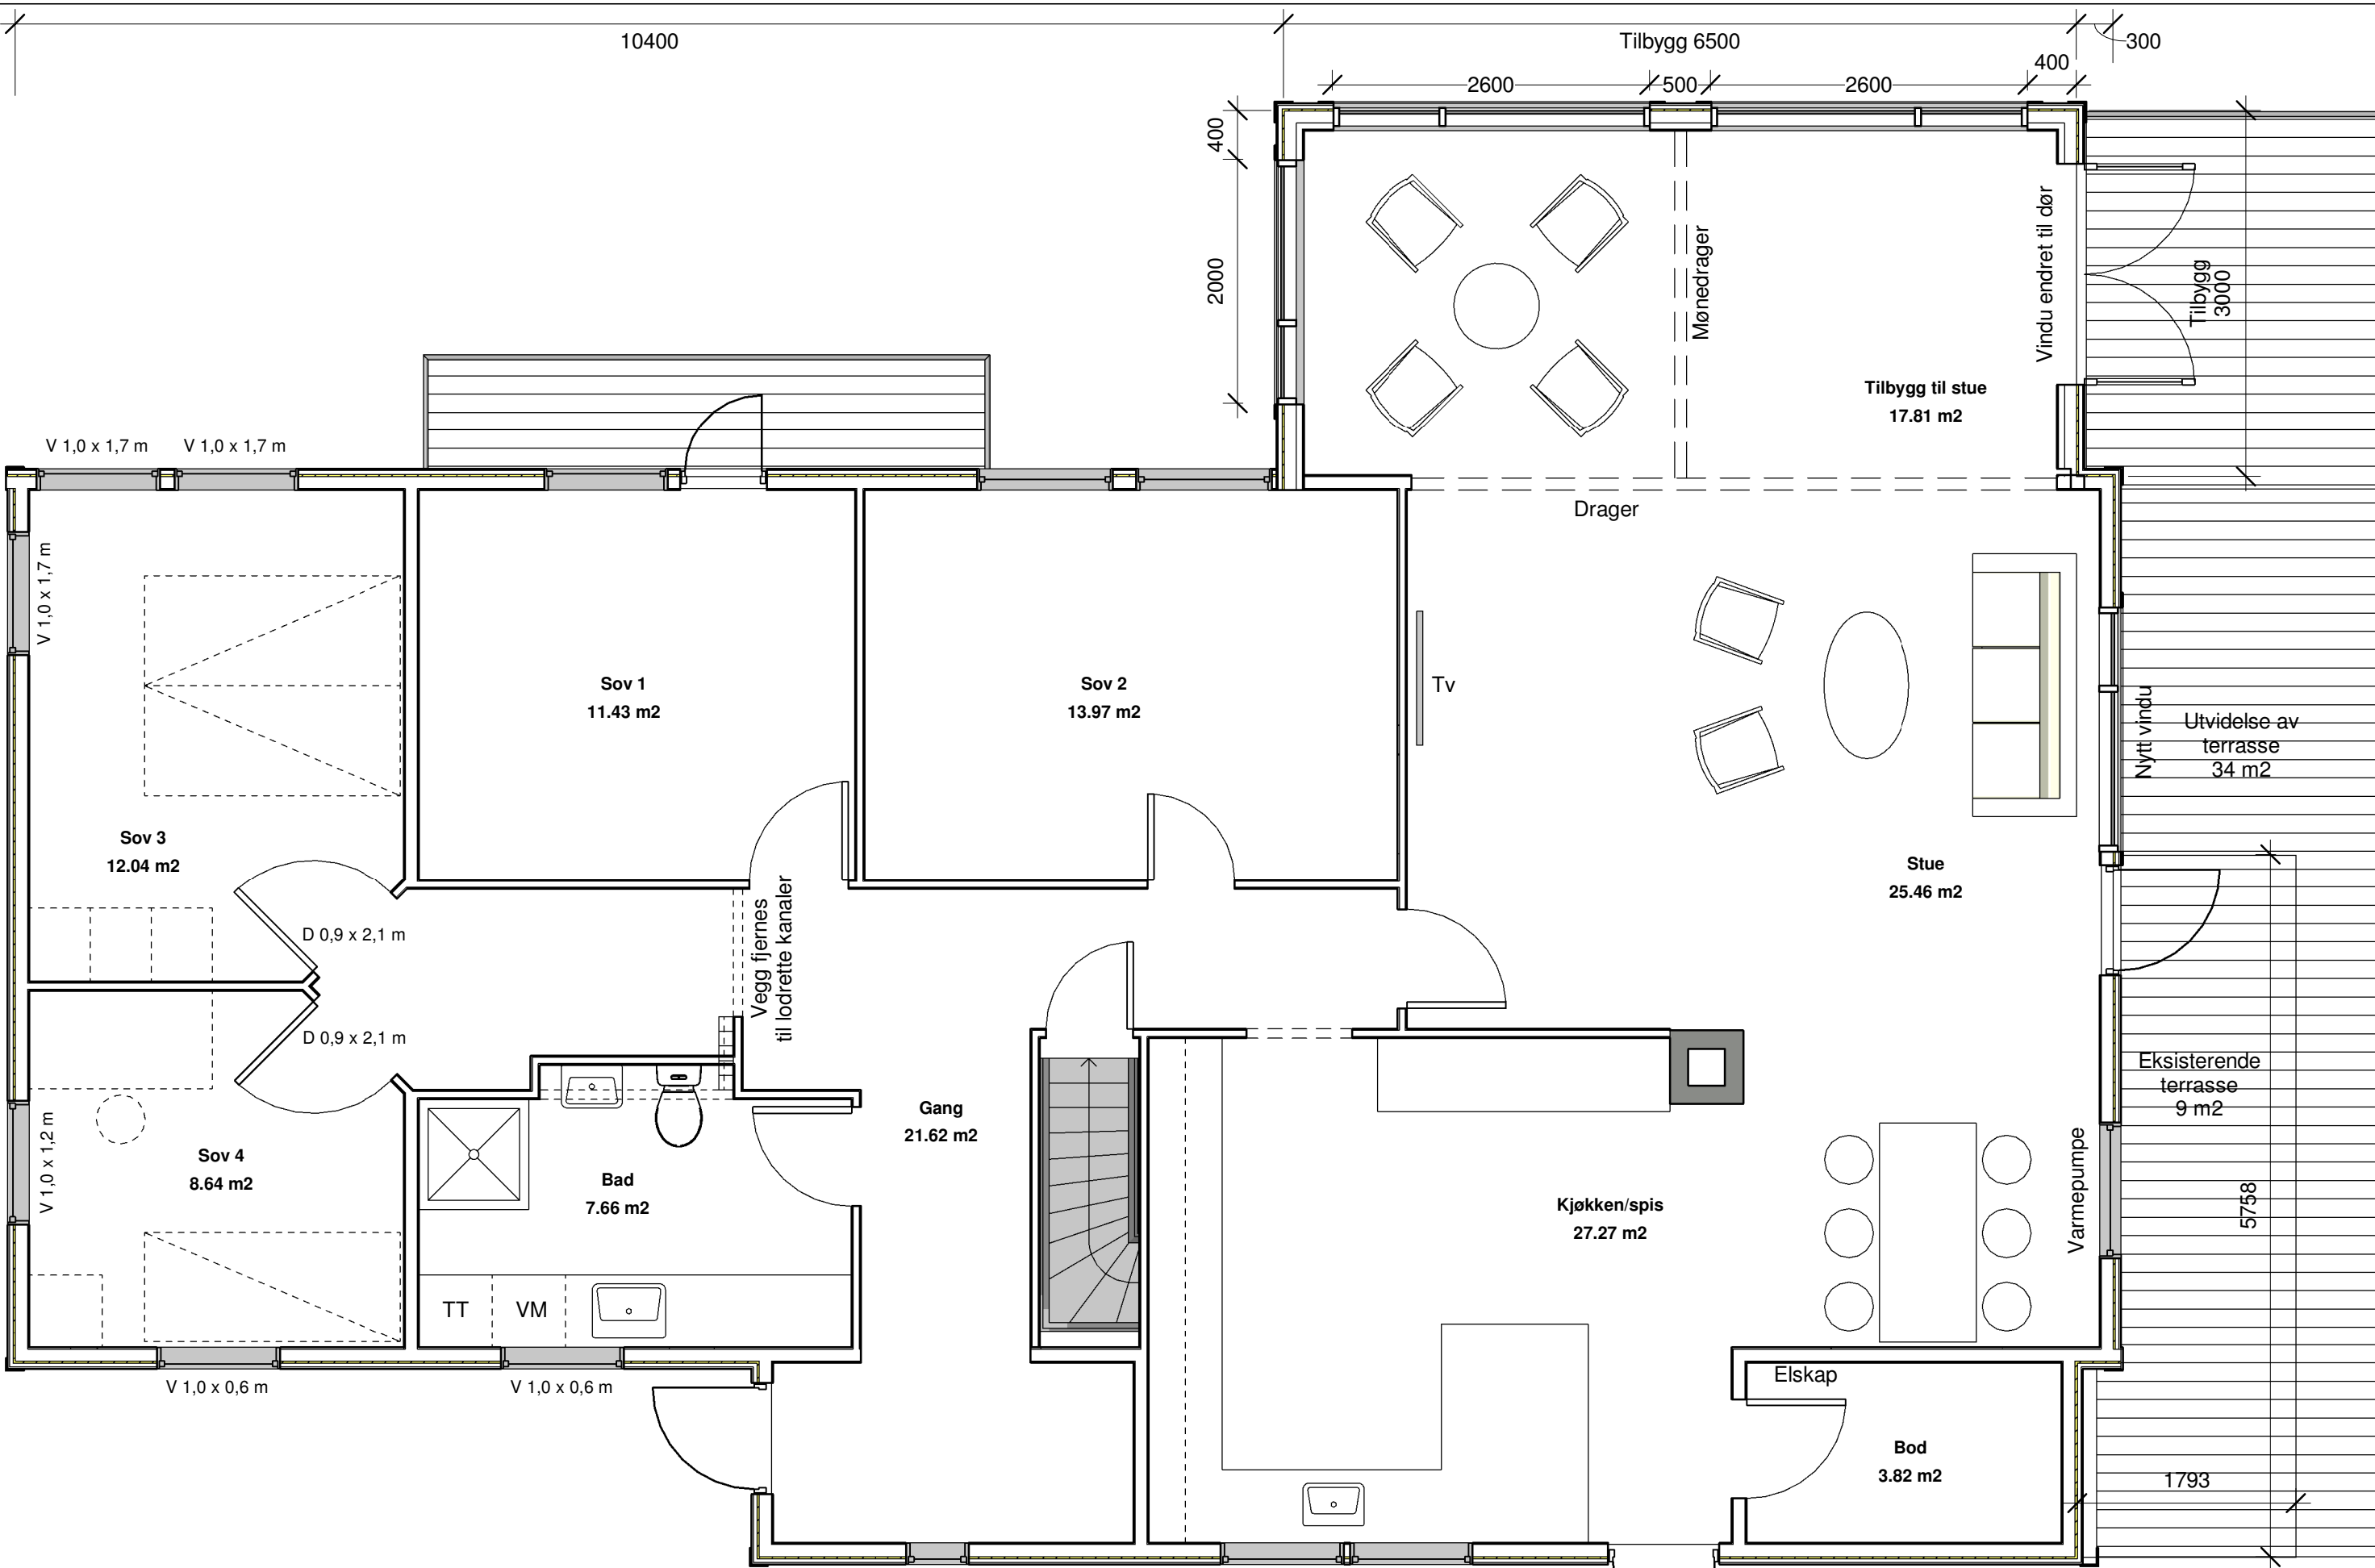 10400
Tilbygg 6500
300
400
2600
500
2600
400
2000
Mønedrager
Vindu endret til dør
Tilbygg
3000
Tilbygg til stue
17.81 m2
V 1,0 x 1,7 m
V 1,0 x 1,7 m
Drager
V 1,0 x 1,7 m
Sov 1
11.43 m2
Sov 2
13.97 m2
Tv
Nytt vindu
Utvidelse av
terrasse
34 m2
Sov 3
12.04 m2
Stue
25.46 m2
D 0,9 x 2,1 m
Vegg fjernes
til lodrette kanaler
D 0,9 x 2,1 m
Eksisterende
terrasse
9 m2
Gang
21.62 m2
V 1,0 x 1,2 m
Sov 4
8.64 m2
Bad
7.66 m2
Kjøkken/spis
27.27 m2
Varmepumpe
5758
TT
VM
V 1,0 x 0,6 m
V 1,0 x 0,6 m
Elskap
Bod
3.82 m2
1793